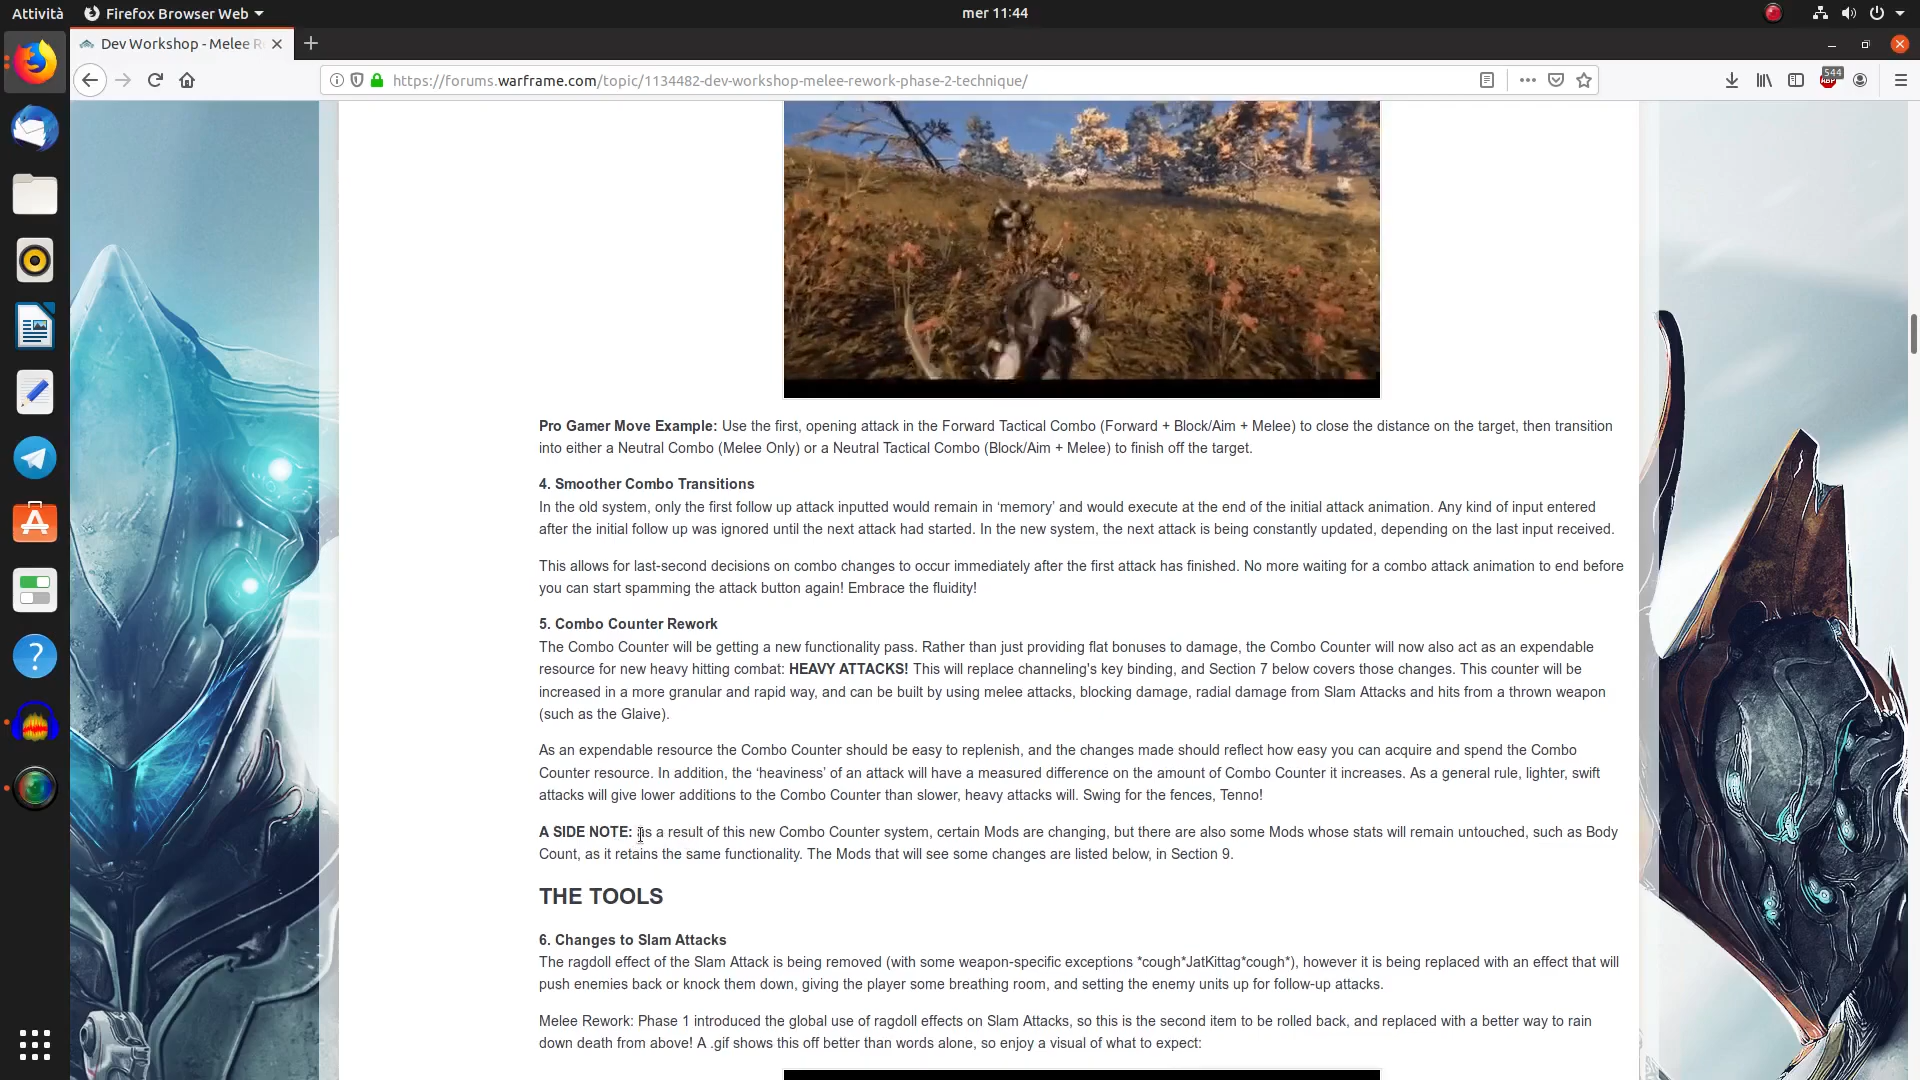 Attività
Firefox Browser Web
mer 11:44
Dev Workshop - Melee R
https://forums.warframe.com/topic/1134482-dev-workshop-melee-rework-phase-2-technique/
544
ABP
Pro Gamer Move Example: Use the first, opening attack in the Forward Tactical Combo (Forward + Block/Aim + Melee) to close the distance on the target, then transition
into either a Neutral Combo (Melee Only) or a Neutral Tactical Combo (Block/Aim + Melee) to finish off the target.
4. Smoother Combo Transitions
In the old system, only the first follow up attack inputted would remain in ‘memory’ and would execute at the end of the initial attack animation. Any kind of input entered
after the initial follow up was ignored until the next attack had started. In the new system, the next attack is being constantly updated, depending on the last input received.
This allows for last-second decisions on combo changes to occur immediately after the first attack has finished. No more waiting for a combo attack animation to end before
you can start spamming the attack button again! Embrace the fluidity!
5. Combo Counter Rework
The Combo Counter will be getting a new functionality pass. Rather than just providing flat bonuses to damage, the Combo Counter will now also act as an expendable
resource for new heavy hitting combat: HEAVY ATTACKS! This will replace channeling's key binding, and Section 7 below covers those changes. This counter will be
increased in a more granular and rapid way, and can be built by using melee attacks, blocking damage, radial damage from Slam Attacks and hits from a thrown weapon
(such as the Glaive).
As an expendable resource the Combo Counter should be easy to replenish, and the changes made should reflect how easy you can acquire and spend the Combo
Counter resource. In addition, the ‘heaviness’ of an attack will have a measured difference on the amount of Combo Counter it increases. As a general rule, lighter, swift
attacks will give lower additions to the Combo Counter than slower, heavy attacks will. Swing for the fences, Tenno!
A SIDE NOTE: as a result of this new Combo Counter system, certain Mods are changing, but there are also some Mods whose stats will remain untouched, such as Body
Count, as it retains the same functionality. The Mods that will see some changes are listed below, in Section 9.
THE TOOLS
6. Changes to Slam Attacks
The ragdoll effect of the Slam Attack is being removed (with some weapon-specific exceptions *cough*JatKittag*cough*), however it is being replaced with an effect that will
push enemies back or knock them down, giving the player some breathing room, and setting the enemy units up for follow-up attacks.
Melee Rework: Phase 1 introduced the global use of ragdoll effects on Slam Attacks, so this is the second item to be rolled back, and replaced with a better way to rain
down death from above! A .gif shows this off better than words alone, so enjoy a visual of what to expect: